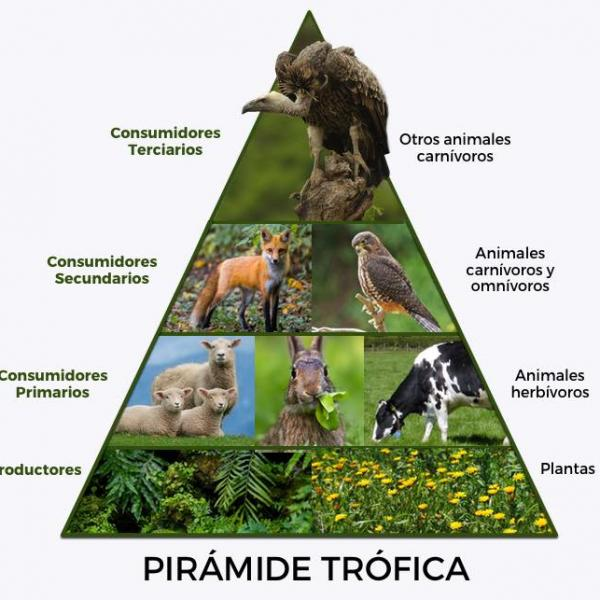 Consumidores
Terciarios
Otros animales
carnívoros
Consumidores
Secundarios
Animales
carnívoros y
omnívoros
Consumidores
Primarios
Animales
herbívoros
roductores
Plantas
PIRÁMIDE TRÓFICA